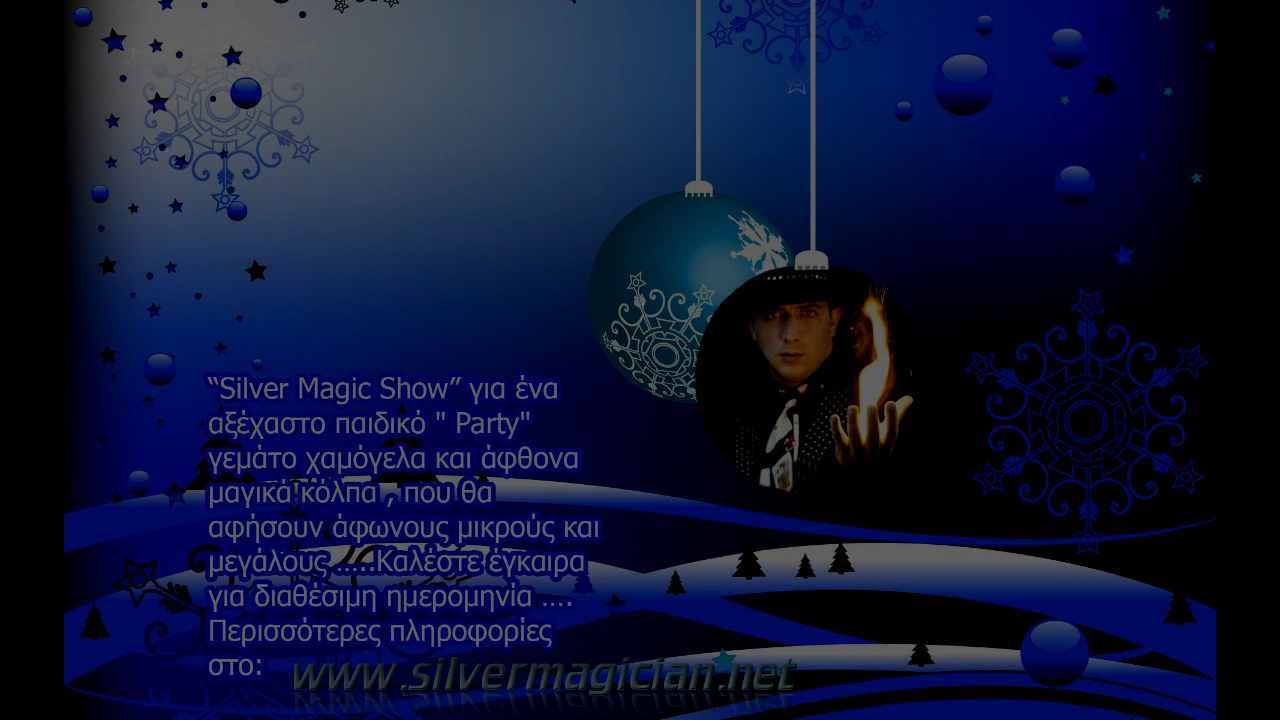 “Silver Magic Show” για ένα
αξέχαστο παιδικό " Party"
γεμάτο χαμόγελα και άφθονα
μαγικά κόλπα , που θα
αφήσουν άφωνους μικρούς και
μεγάλους .....Καλέστε έγκαιρα
για διαθέσιμη ημερομηνία ....
Περισσότερες πληροφορίες
στο: www.silvermagician.net